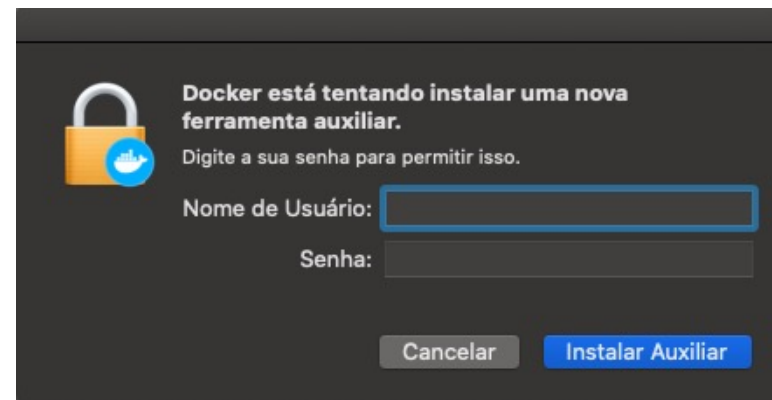 Docker está tentando instalar uma nova
ferramenta auxiliar.
Digite a sua senha para permitir isso.
Nome de Usuário:
Senha:
Cancelar
Instalar Auxiliar